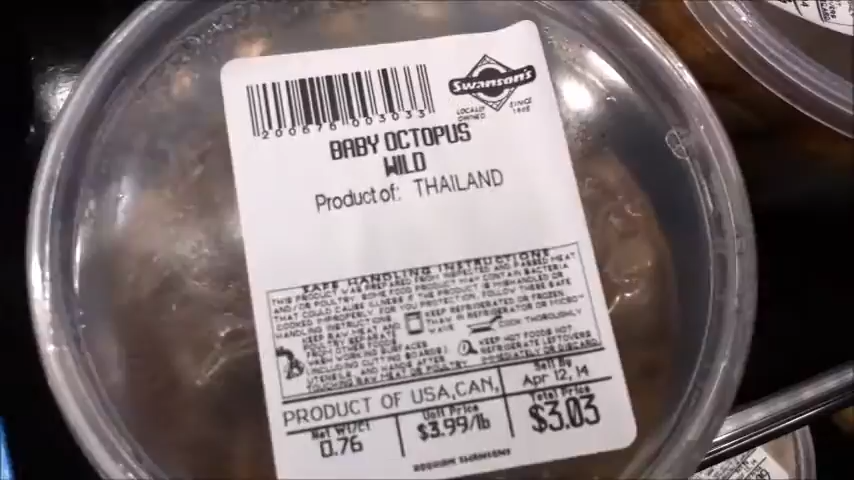 200676 003033
Swanson's
LOCALLY OWNED
SINCE
BABY OCTOPUS
WILD
Product of: THAILAND
SAFE HANDLING INSTRUCTIONS
THIS PRODUCT WAS PREPARED FROM INSPECTED AND PASSED MEAT
AND/OR POULTRY. SOME FOOD PRODUCTS MAY CONTAIN BACTERIA
THAT COULD CAUSE ILLNESS IF THE PRODUCT IS MISHANDLED OR
COOKED IMPROPERLY. FOR YOUR PROTECTION, FOLLOW THESE SAFE
HANDLING INSTRUCTIONS.
KEEP REFRIGERATED OR FROZEN.
THAW IN REFRIGERATOR OR MICRO-
WAVE
KEEP RAW MEAT AND
POULTRY SEPARATE
FROM OTHER FOODS.
WASH WORKING SURFACES
(INCLUDING CUTTING BOARDS)
UTENSILS, AND HANDS AFTER
TOUCHING RAW MEAT OR POULTRY.
COOK THOROUGHLY
KEEP HOT FOODS HOT
REFRIGERATE LEFTOVERS
IMMEDIATELY OR DISCARD.
PRODUCT OF USA,CAN,
Sell By
Apr 12, 14
Net Wt/Ct
0.76
Unit Price
$3.99/lb
Total Price
$3.03